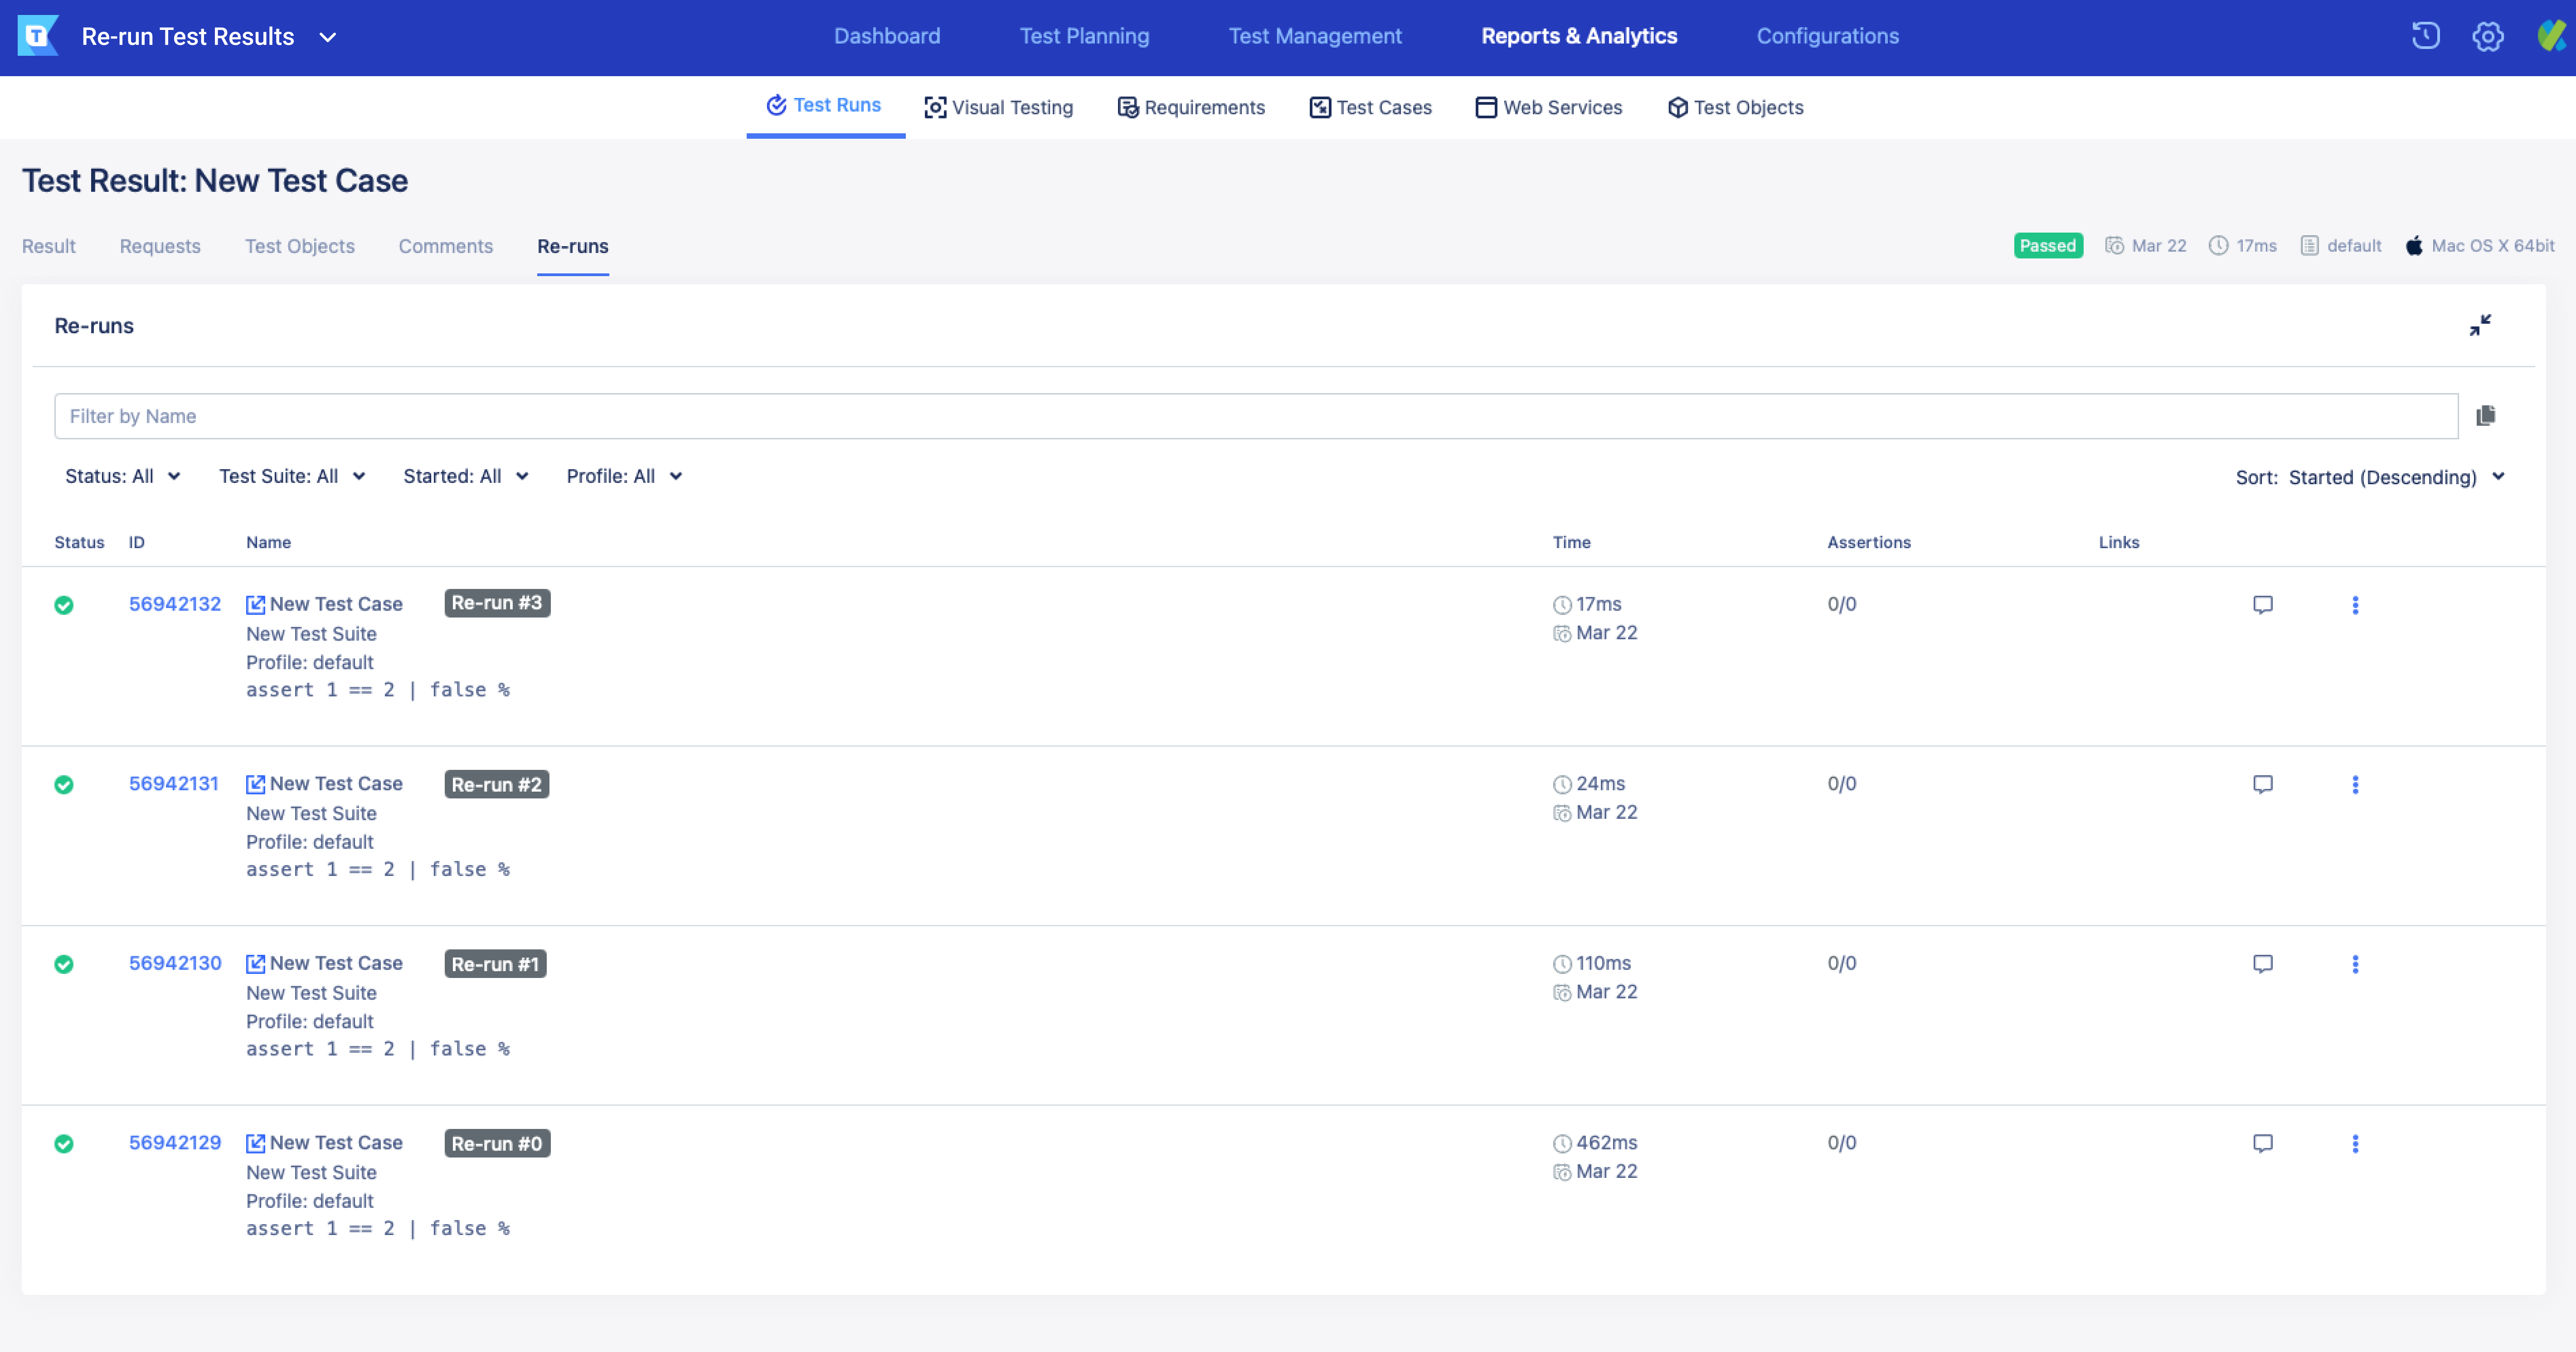 Re-run Test Results
Dashboard Test Planning Test Management Reports & Analytics Configurations
Test Runs Visual Testing Requirements Test Cases Web Services Test Objects
Test Result: New Test Case
Result Requests Test Objects Comments Re-runs
Passed Mar 22 17ms default Mac OS X 64bit
Re-runs
Filter by Name
Status: All Test Suite: All Started: All Profile: All Sort: Started (Descending)
Status ID Name Time Assertions Links
56942132 New Test Case Re-run #3 17ms 0/0
New Test Suite Mar 22
Profile: default
assert 1 == 2 | false %
56942131 New Test Case Re-run #2 24ms 0/0
New Test Suite Mar 22
Profile: default
assert 1 == 2 | false %
56942130 New Test Case Re-run #1 110ms 0/0
New Test Suite Mar 22
Profile: default
assert 1 == 2 | false %
56942129 New Test Case Re-run #0 462ms 0/0
New Test Suite Mar 22
Profile: default
assert 1 == 2 | false %